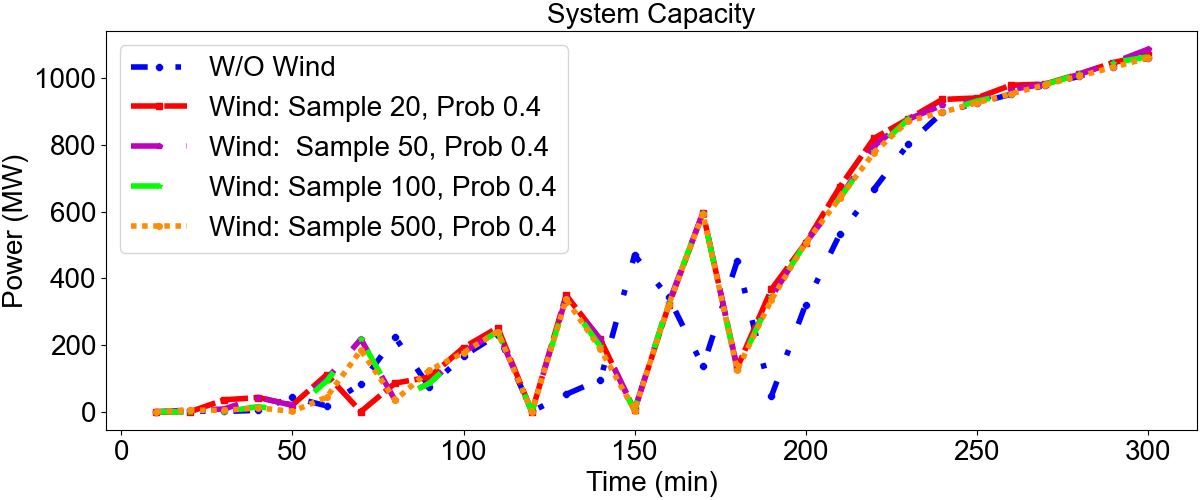 System Capacity
Power (MW)
1000
800
600
400
200
0
W/O Wind
Wind: Sample 20, Prob 0.4
Wind:  Sample 50, Prob 0.4
Wind: Sample 100, Prob 0.4
Wind: Sample 500, Prob 0.4
0 50 100 150 200 250 300
Time (min)